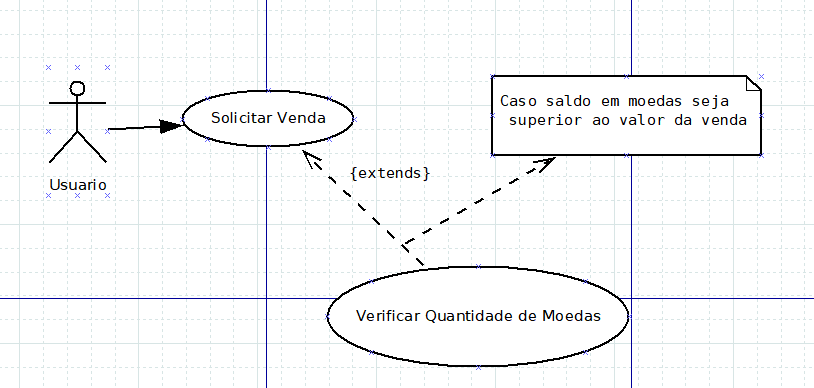 Caso saldo em moedas seja
superior ao valor da venda
Solicitar Venda
{extends}
Usuario
Verificar Quantidade de Moedas